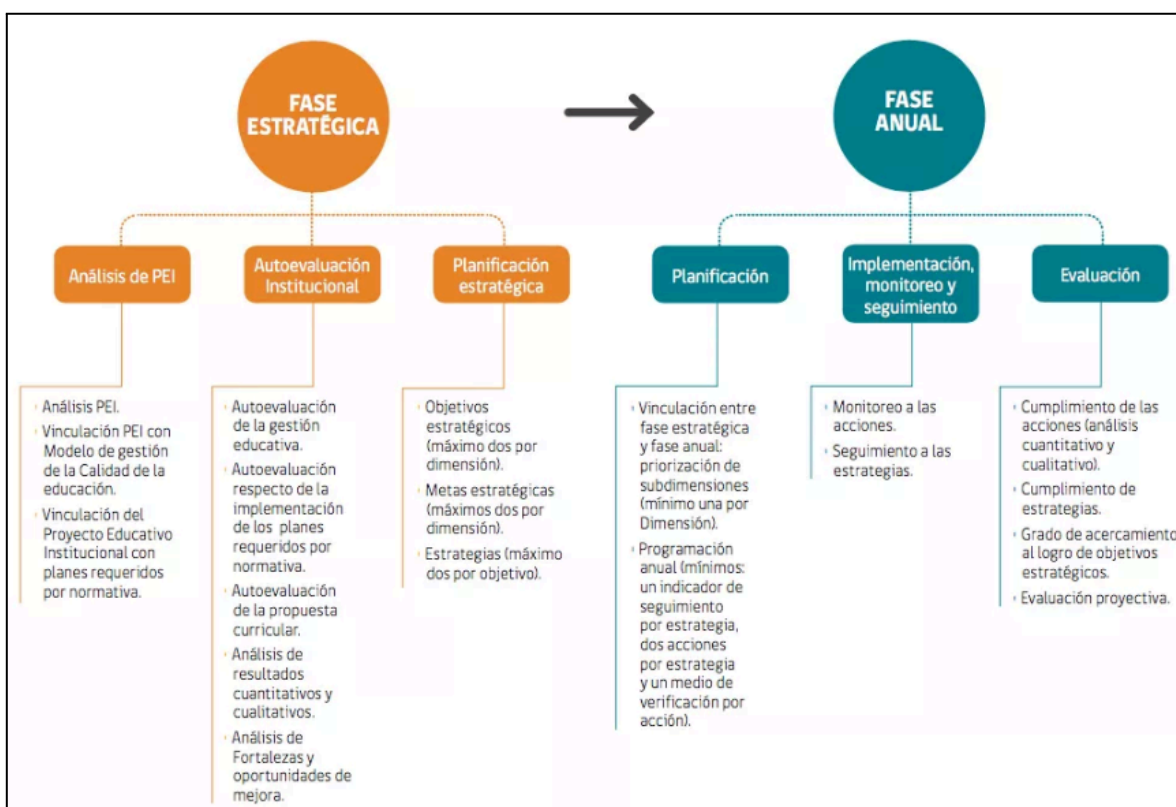 FASE
ESTRATÉGICA
FASE
ANUAL
Análisis de PEI
Autoevaluación
Institucional
Planificación
estratégica
Planificación
Implementación,
monitoreo y
seguimiento
Evaluación
Análisis PEI.
Vinculación PEI con
Modelo de gestión
de la Calidad de la
educación.
Vinculación del
Proyecto Educativo
Institucional con
planes requeridos
por normativa.
Autoevaluación
de la gestión
educativa.
Autoevaluación
respecto de la
implementación
de los planes
requeridos por
normativa.
Autoevaluación
de la propuesta
curricular.
Análisis de
resultados
cuantitativos y
cualitativos.
Análisis de
Fortalezas y
oportunidades de
mejora.
Objetivos
estratégicos
(máximo dos por
dimensión).
Metas estratégicas
(máximos dos por
dimensión).
Estrategias (máximo
dos por objetivo).
Vinculación entre
fase estratégica
y fase anual:
priorización de
subdimensiones
(mínimo una por
Dimensión).
Programación
anual (mínimos:
un indicador de
seguimiento
por estrategia,
dos acciones
por estrategia
y un medio de
verificación por
acción).
Monitoreo a las
acciones.
Seguimiento a las
estrategias.
Cumplimiento de las
acciones (análisis
cuantitativo y
cualitativo).
Cumplimiento de
estrategias.
Grado de acercamiento
al logro de objetivos
estratégicos.
Evaluación proyectiva.